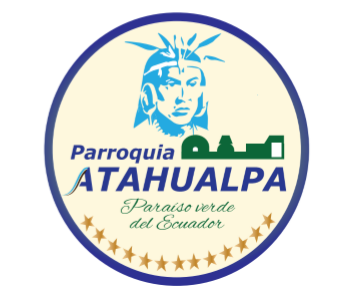 Parroquia
ATAHUALPA
Paraíso verde
del Ecuador